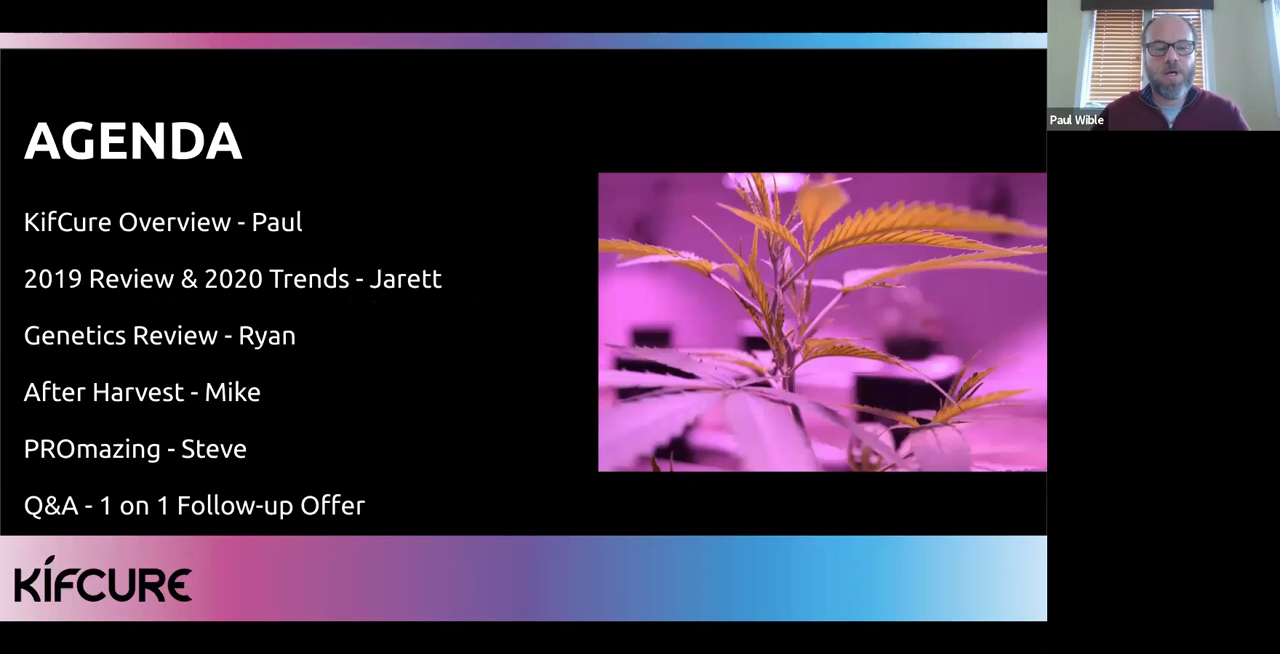 AGENDA
KifCure Overview - Paul
2019 Review & 2020 Trends - Jarett
Genetics Review - Ryan
After Harvest - Mike
PROmazing - Steve
Q&A - 1 on 1 Follow-up Offer
KIFCURE
Paul Wible